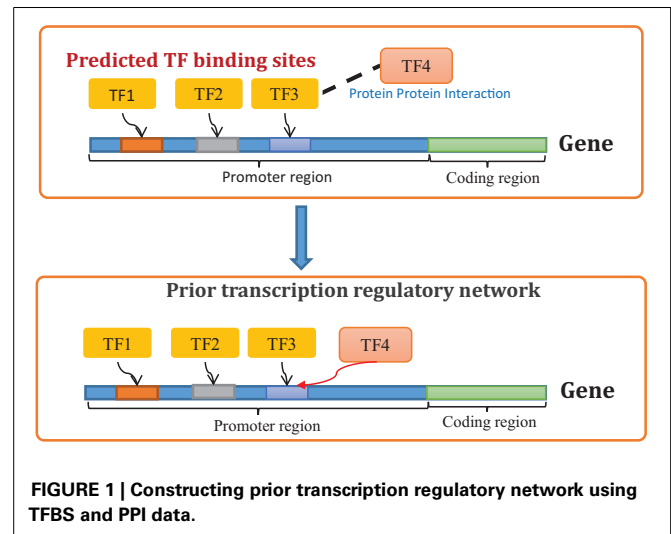 Predicted TF binding sites
TF4
TF1
TF2
TF3
Protein Protein Interaction
Gene
Promoter region
Coding region
Prior transcription regulatory network
TF1
TF2
TF3
TF4
Gene
Promoter region
Coding region
FIGURE 1 | Constructing prior transcription regulatory network using
TFBS and PPI data.